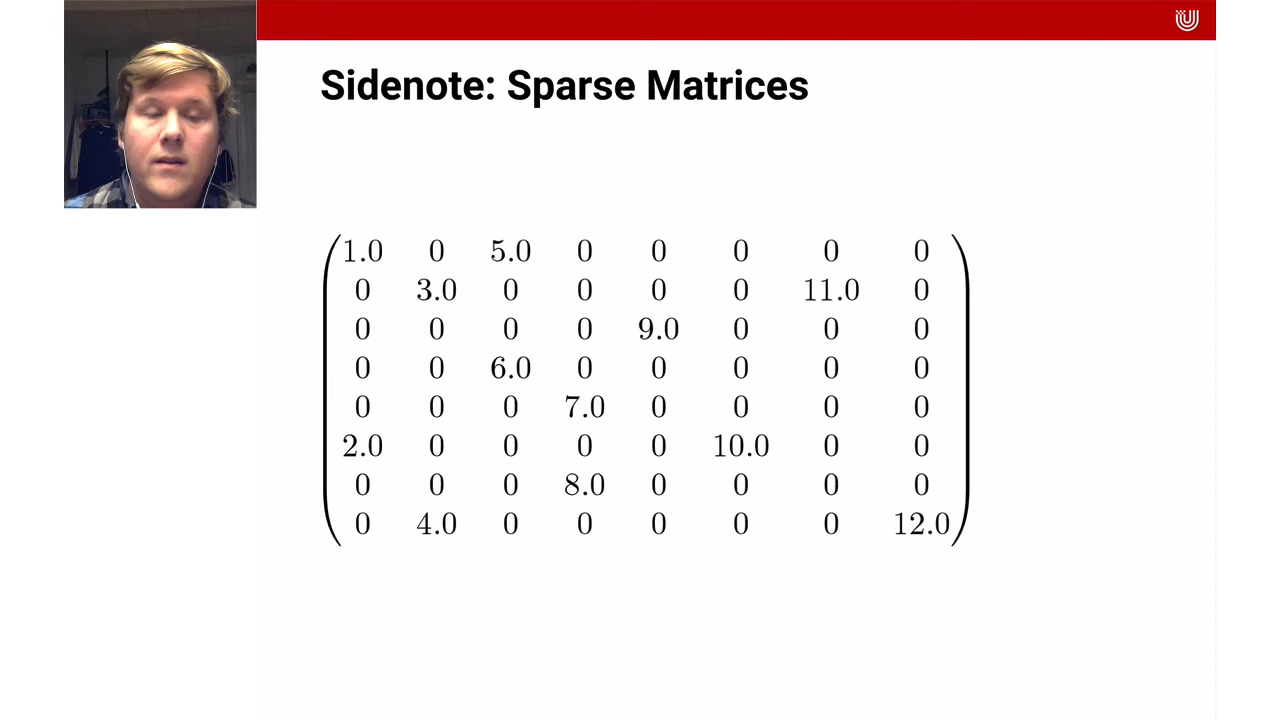 Sidenote: Sparse Matrices
1.0 0 5.0 0 0 0 0 0
0 3.0 0 0 0 0 11.0 0
0 0 0 0 9.0 0 0 0
0 0 6.0 0 0 0 0 0
0 0 0 7.0 0 0 0 0
2.0 0 0 0 0 10.0 0 0
0 0 0 8.0 0 0 0 0
0 4.0 0 0 0 0 0 12.0